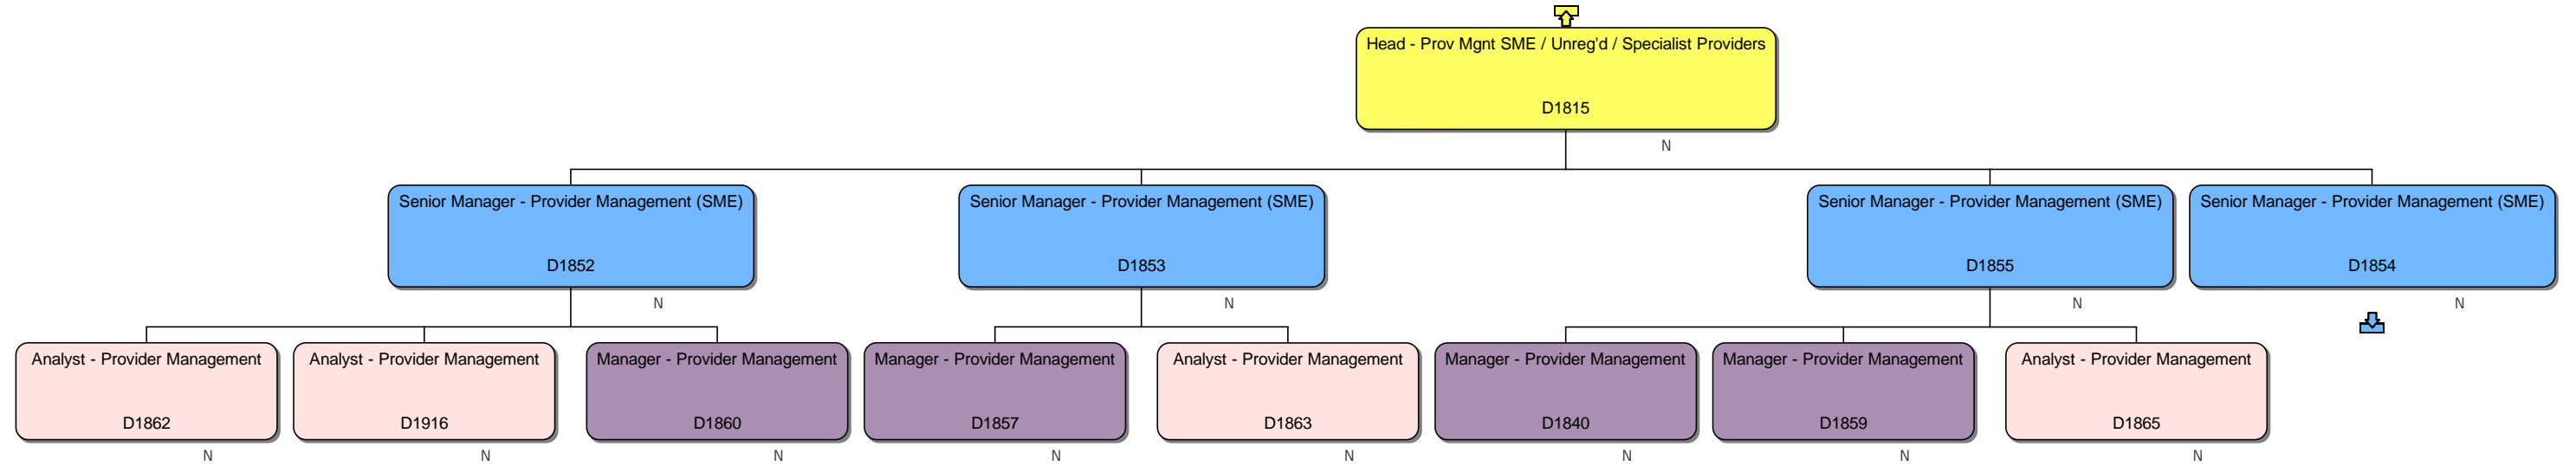 Head - Prov Mgnt SME / Unreg'd / Specialist Providers
D1815
N
Senior Manager - Provider Management (SME)
D1852
N
Senior Manager - Provider Management (SME)
D1853
N
Senior Manager - Provider Management (SME)
D1855
N
Senior Manager - Provider Management (SME)
D1854
N
Analyst - Provider Management
D1862
N
Analyst - Provider Management
D1916
N
Manager - Provider Management
D1860
N
Manager - Provider Management
D1857
N
Analyst - Provider Management
D1863
N
Manager - Provider Management
D1840
N
Manager - Provider Management
D1859
N
Analyst - Provider Management
D1865
N